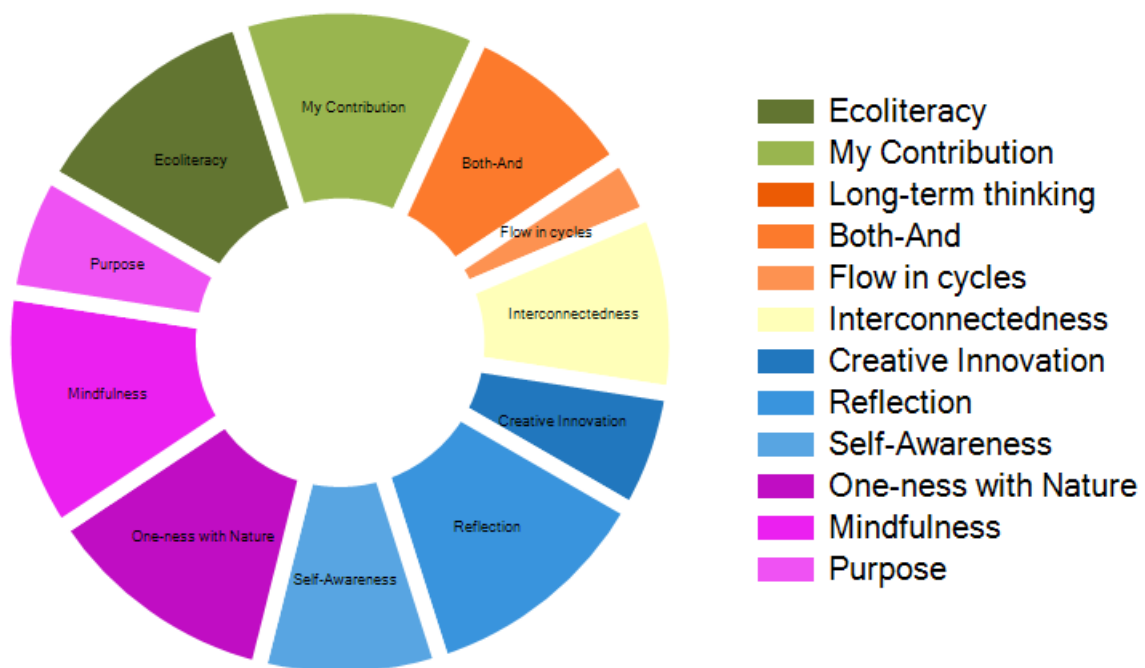 My Contribution
Both-And
Ecoliteracy
Flow in cycles
Purpose
Interconnectedness
Mindfulness
Creative Innovation
Reflection
One-ness with Nature
Self-Awareness
Ecoliteracy
My Contribution
Long-term thinking
Both-And
Flow in cycles
Interconnectedness
Creative Innovation
Reflection
Self-Awareness
One-ness with Nature
Mindfulness
Purpose